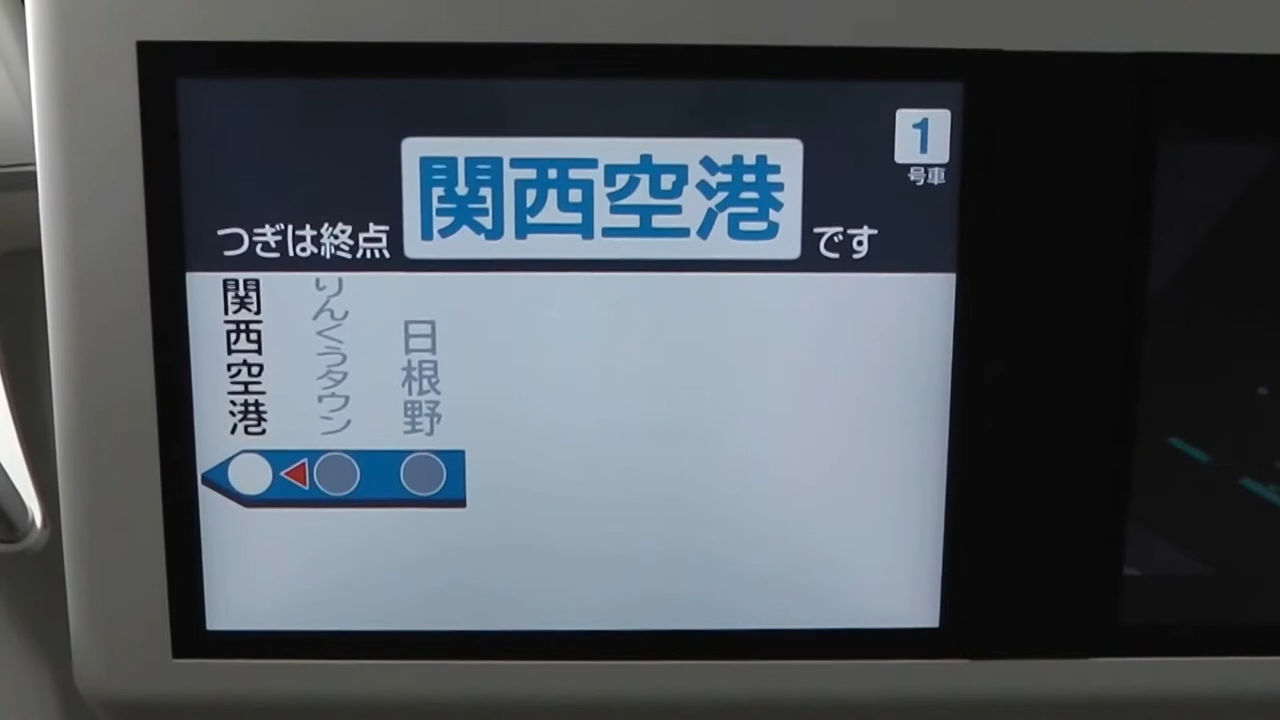 1
号車
つぎは終点 関西空港 です
関西空港
りんくうタウン
日根野